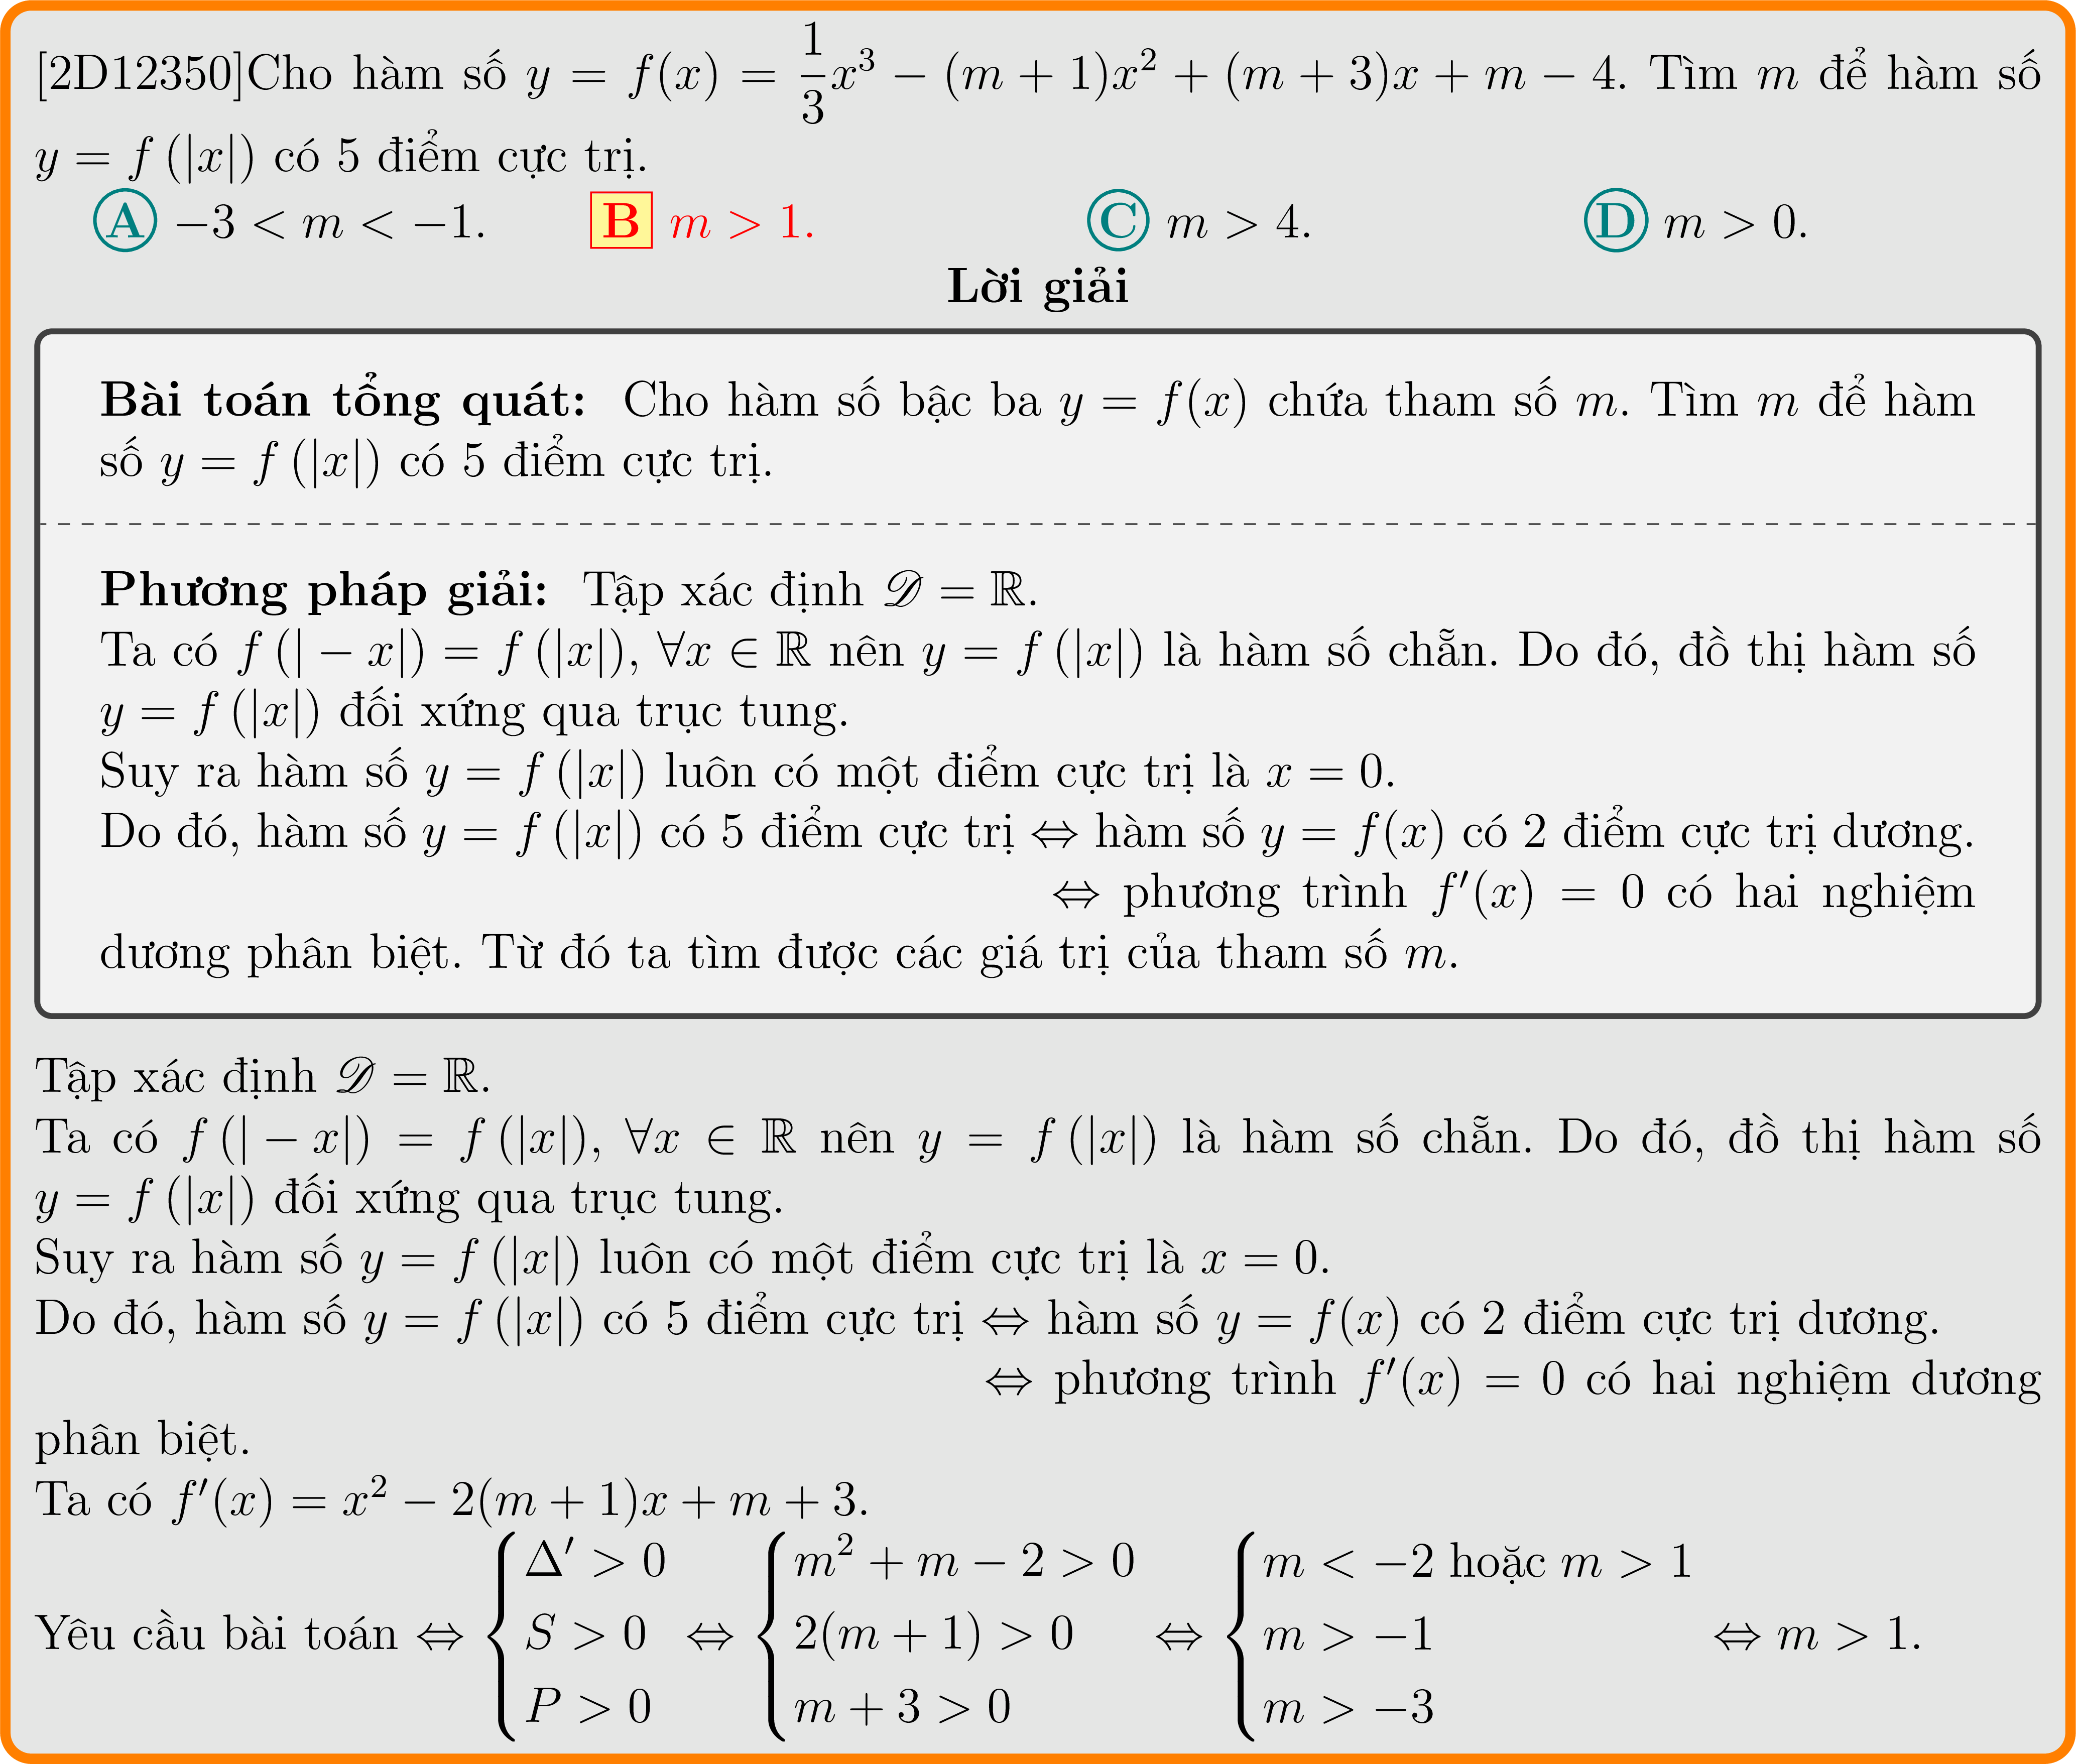 [2D12350]Cho hàm số $y = f(x) = \dfrac{1}{3}x^3 - (m+1)x^2 + (m+3)x + m - 4$. Tìm $m$ để hàm số
$y = f(|x|)$ có 5 điểm cực trị.
A $-3 < m < -1$. B $m > 1$. C $m > 4$. D $m > 0$.
Lời giải
Bài toán tổng quát: Cho hàm số bậc ba $y = f(x)$ chứa tham số $m$. Tìm $m$ để hàm
số $y = f(|x|)$ có 5 điểm cực trị.
Phương pháp giải: Tập xác định $\mathscr{D} = \mathbb{R}$.
Ta có $f(|-x|) = f(|x|), \forall x \in \mathbb{R}$ nên $y = f(|x|)$ là hàm số chẵn. Do đó, đồ thị hàm số
$y = f(|x|)$ đối xứng qua trục tung.
Suy ra hàm số $y = f(|x|)$ luôn có một điểm cực trị là $x = 0$.
Do đó, hàm số $y = f(|x|)$ có 5 điểm cực trị $\Leftrightarrow$ hàm số $y = f(x)$ có 2 điểm cực trị dương.
$\Leftrightarrow$ phương trình $f'(x) = 0$ có hai nghiệm
dương phân biệt. Từ đó ta tìm được các giá trị của tham số $m$.
Tập xác định $\mathscr{D} = \mathbb{R}$.
Ta có $f(|-x|) = f(|x|), \forall x \in \mathbb{R}$ nên $y = f(|x|)$ là hàm số chẵn. Do đó, đồ thị hàm số
$y = f(|x|)$ đối xứng qua trục tung.
Suy ra hàm số $y = f(|x|)$ luôn có một điểm cực trị là $x = 0$.
Do đó, hàm số $y = f(|x|)$ có 5 điểm cực trị $\Leftrightarrow$ hàm số $y = f(x)$ có 2 điểm cực trị dương.
$\Leftrightarrow$ phương trình $f'(x) = 0$ có hai nghiệm dương
phân biệt.
Ta có $f'(x) = x^2 - 2(m+1)x + m + 3$.
Yêu cầu bài toán $\Leftrightarrow \begin{cases} \Delta' > 0 \\ S > 0 \\ P > 0 \end{cases} \Leftrightarrow \begin{cases} m^2 + m - 2 > 0 \\ 2(m+1) > 0 \\ m + 3 > 0 \end{cases} \Leftrightarrow \begin{cases} m < -2 \text{ hoặc } m > 1 \\ m > -1 \\ m > -3 \end{cases} \Leftrightarrow m > 1$.